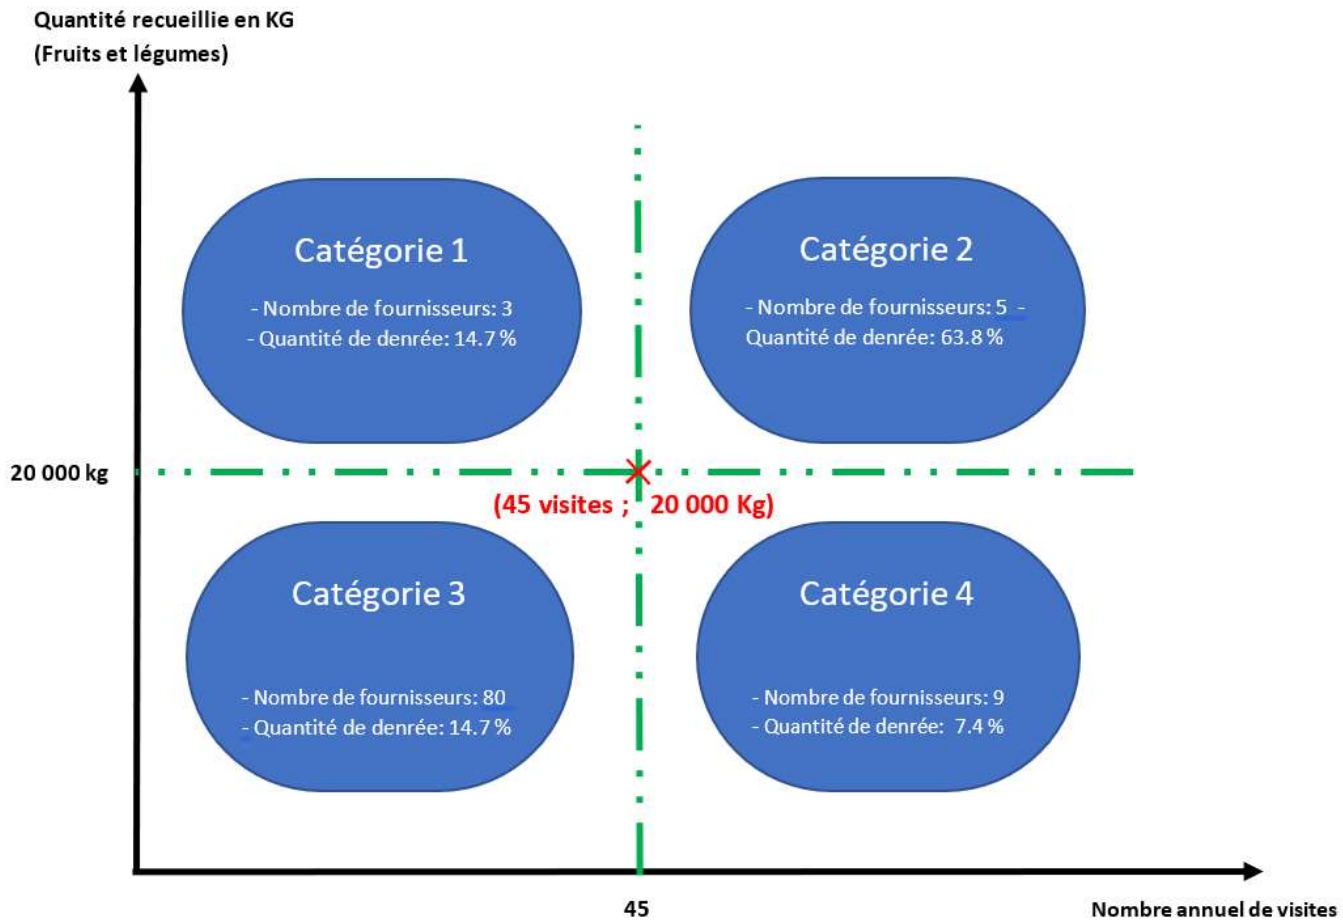 Quantité recueillie en KG
(Fruits et légumes)
Catégorie 1
- Nombre de fournisseurs: 3
- Quantité de denrée: 14.7 %
Catégorie 2
- Nombre de fournisseurs: 5 -
Quantité de denrée: 63.8 %
20 000 kg
(45 visites ; 20 000 Kg)
Catégorie 3
- Nombre de fournisseurs: 80
- Quantité de denrée: 14.7 %
Catégorie 4
- Nombre de fournisseurs: 9
- Quantité de denrée: 7.4 %
45
Nombre annuel de visites